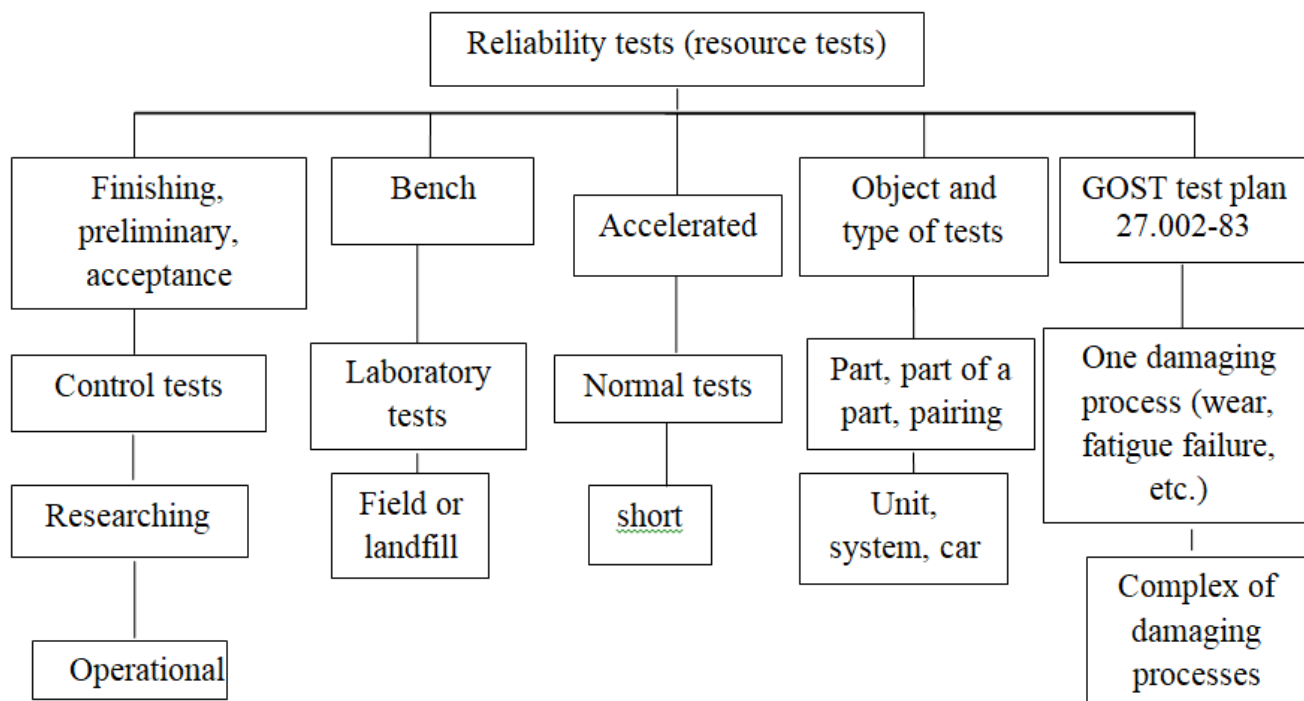 Reliability tests (resource tests)
Finishing,
preliminary,
acceptance
Control tests
Researching
Operational
Bench
Laboratory
tests
Field or
landfill
Accelerated
Normal tests
short
Object and
type of tests
Part, part of a
part, pairing
Unit,
system, car
GOST test plan
27.002-83
One damaging
process (wear,
fatigue failure,
etc.)
Complex of
damaging
processes